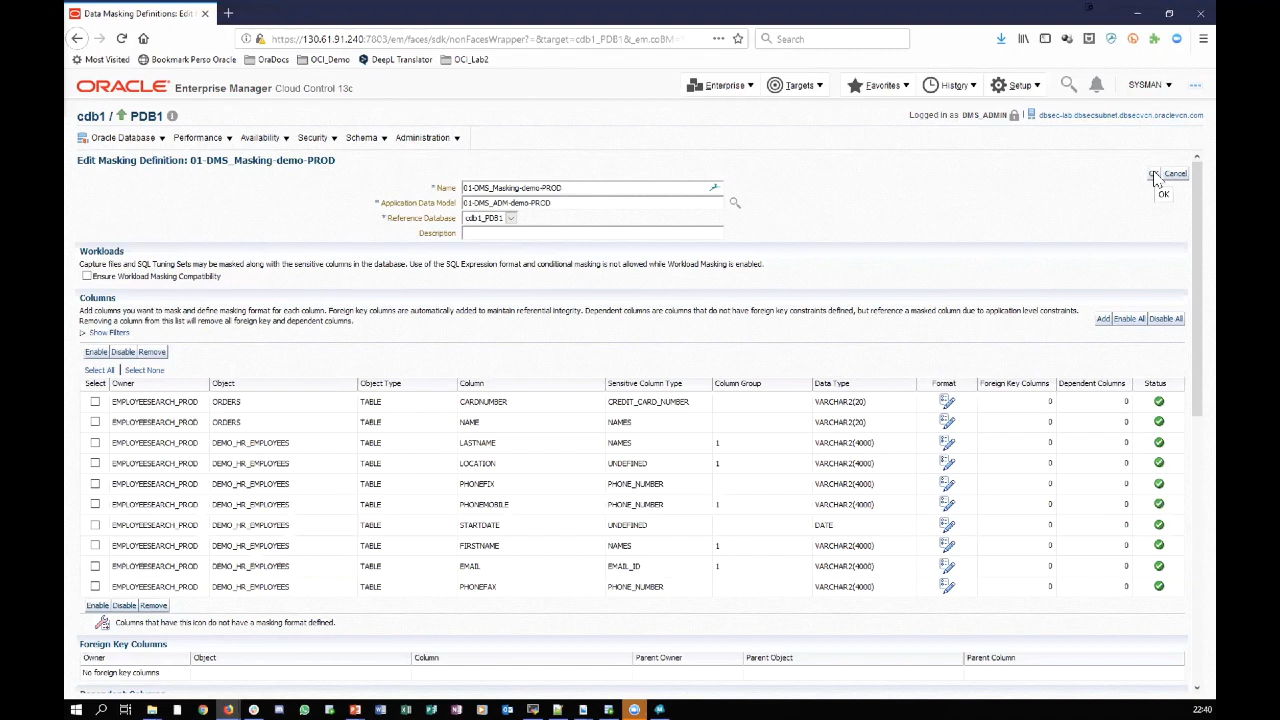 Data Masking Definitions: Edit M
https://130.61.91.240:7803/em/faces/sdk/nonFacesWrapper?=&target=cdb1_PDB1&_em.coBM=
Search
Most Visited
Bookmark Perso Oracle
OraDocs
OCI_Demo
DeepL Translator
OCI_Lab2
ORACLE Enterprise Manager Cloud Control 13c
Enterprise
Targets
Favorites
History
Setup
SYSMAN
cdb1 / PDB1
Logged in as DMS_ADMIN
dbsec-lab.dbsecsubnet.dbsecvcn.oraclevcn.com
Oracle Database Performance Availability Security Schema Administration
Edit Masking Definition: 01-DMS_Masking-demo-PROD
OK Cancel
OK
* Name 01-DMS_Masking-demo-PROD
* Application Data Model 01-DMS_ADM-demo-PROD
* Reference Database cdb1_PDB1
Description
Workloads
Capture files and SQL Tuning Sets may be masked along with the sensitive columns in the database. Use of the SQL Expression format and conditional masking is not allowed while Workload Masking is enabled.
Ensure Workload Masking Compatibility
Columns
Add columns you want to mask and define masking format for each column. Foreign key columns are automatically added to maintain referential integrity. Dependent columns are columns that do not have foreign key constraints defined, but reference a masked column due to application level constraints.
Removing a column from this list will remove all foreign key and dependent columns.
Add Enable All Disable All
Show Filters
Enable Disable Remove
Select All | Select None
Select Owner Object Object Type Column Sensitive Column Type Column Group Data Type Format Foreign Key Columns Dependent Columns Status
EMPLOYEESEARCH_PROD ORDERS TABLE CARDNUMBER CREDIT_CARD_NUMBER VARCHAR2(20) 0 0
EMPLOYEESEARCH_PROD ORDERS TABLE NAME NAMES VARCHAR2(20) 0 0
EMPLOYEESEARCH_PROD DEMO_HR_EMPLOYEES TABLE LASTNAME NAMES 1 VARCHAR2(4000) 0 0
EMPLOYEESEARCH_PROD DEMO_HR_EMPLOYEES TABLE LOCATION UNDEFINED 1 VARCHAR2(4000) 0 0
EMPLOYEESEARCH_PROD DEMO_HR_EMPLOYEES TABLE PHONEFIX PHONE_NUMBER VARCHAR2(4000) 0 0
EMPLOYEESEARCH_PROD DEMO_HR_EMPLOYEES TABLE PHONEMOBILE PHONE_NUMBER 1 VARCHAR2(4000) 0 0
EMPLOYEESEARCH_PROD DEMO_HR_EMPLOYEES TABLE STARTDATE UNDEFINED DATE 0 0
EMPLOYEESEARCH_PROD DEMO_HR_EMPLOYEES TABLE FIRSTNAME NAMES 1 VARCHAR2(4000) 0 0
EMPLOYEESEARCH_PROD DEMO_HR_EMPLOYEES TABLE EMAIL EMAIL_ID 1 VARCHAR2(4000) 0 0
EMPLOYEESEARCH_PROD DEMO_HR_EMPLOYEES TABLE PHONEFAX PHONE_NUMBER VARCHAR2(4000) 0 0
Enable Disable Remove
Columns that have this icon do not have a masking format defined.
Foreign Key Columns
Owner Object Column Parent Owner Parent Object Parent Column
No foreign key columns
22:40